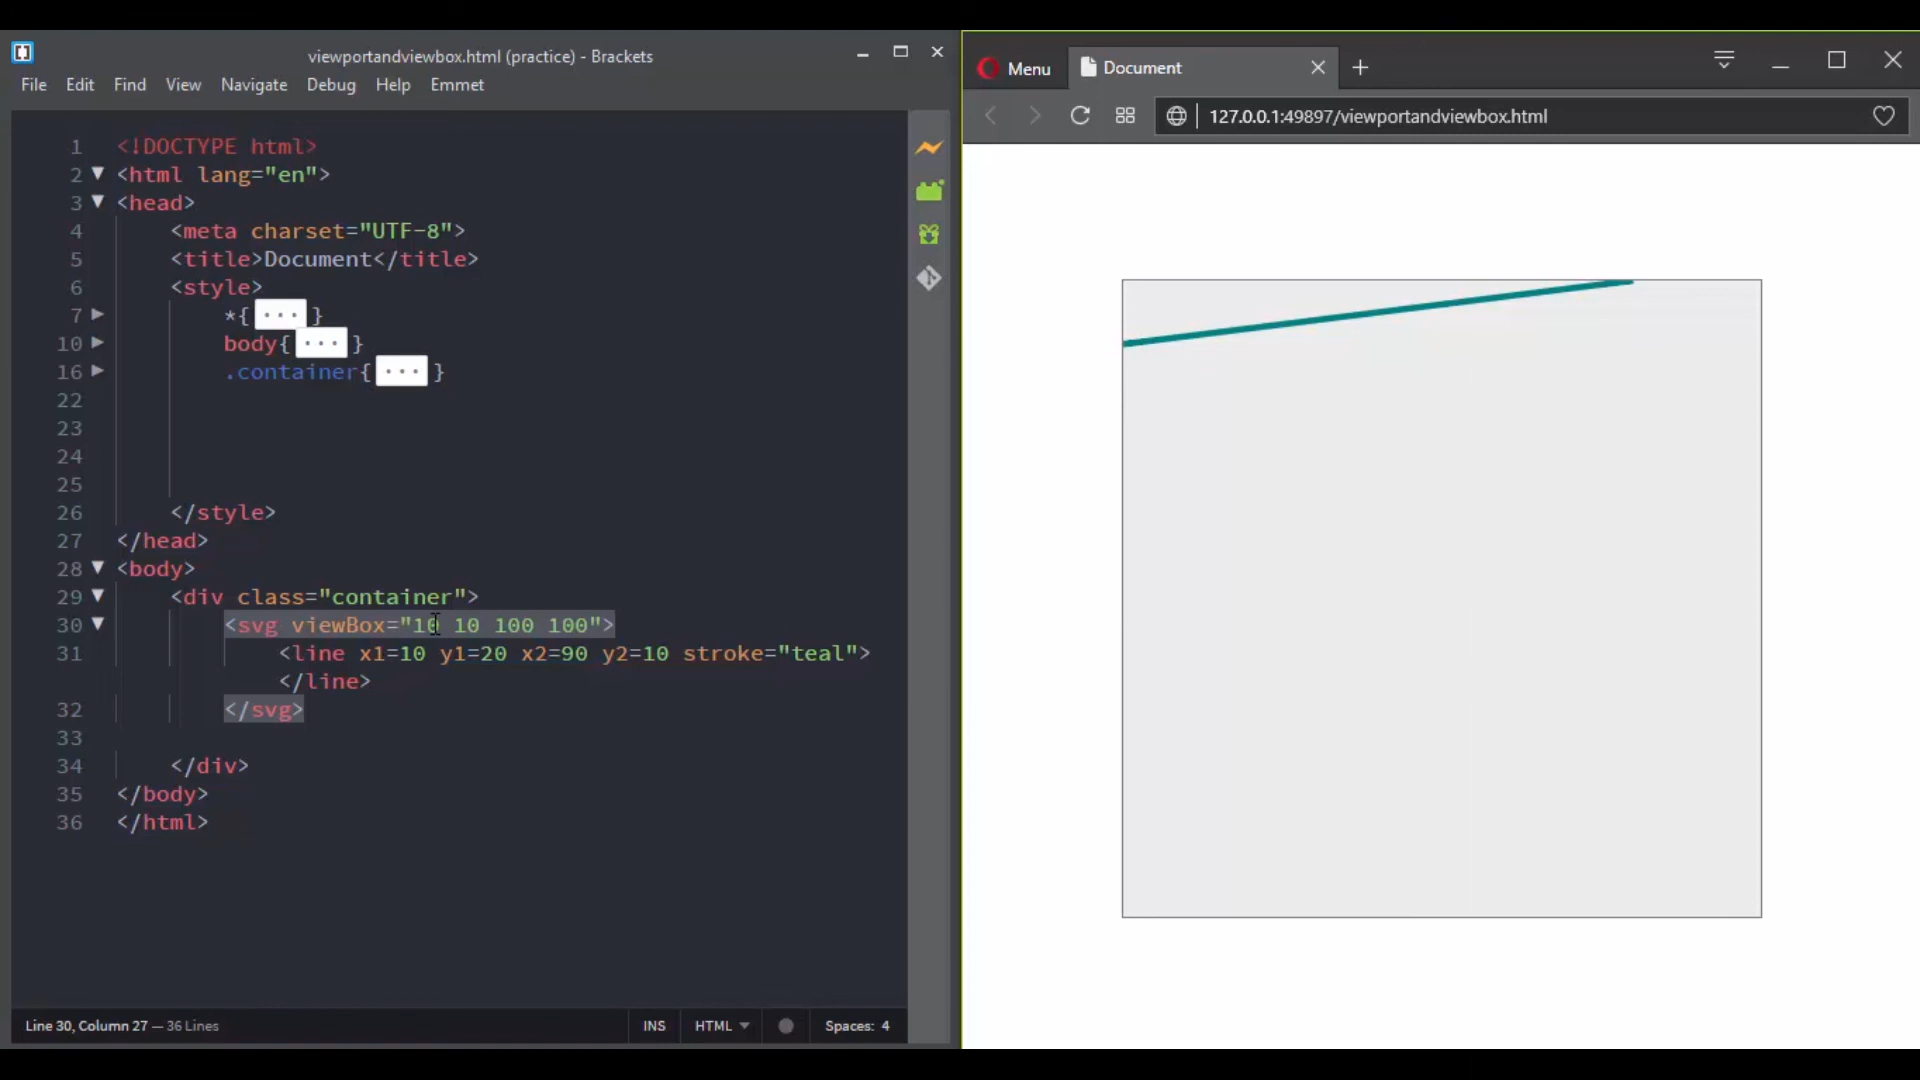 viewportandviewbox.html (practice) - Brackets
File Edit Find View Navigate Debug Help Emmet
1 <!DOCTYPE html>
2 <html lang="en">
3 <head>
4 <meta charset="UTF-8">
5 <title>Document</title>
6 <style>
7 *{ ... }
10 body{ ... }
16 .container{ ... }
22
23
24
25
26 </style>
27 </head>
28 <body>
29 <div class="container">
30 <svg viewBox="10 10 100 100">
31 <line x1=10 y1=20 x2=90 y2=10 stroke="teal">
</line>
32 </svg>
33
34 </div>
35 </body>
36 </html>
Line 30, Column 27 — 36 Lines
INS HTML Spaces: 4
Menu Document
127.0.0.1:49897/viewportandviewbox.html